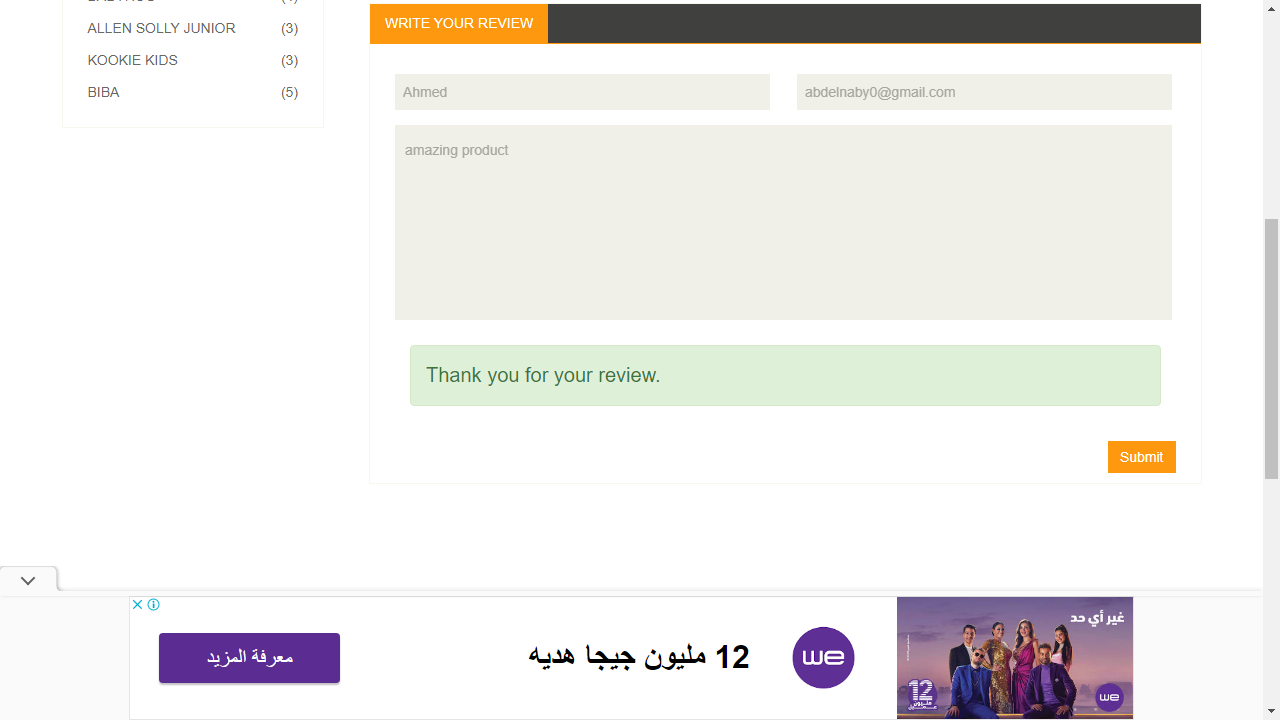 ALLEN SOLLY JUNIOR (3)
KOOKIE KIDS (3)
BIBA (5)
WRITE YOUR REVIEW
Ahmed
abdelnaby0@gmail.com
amazing product
Thank you for your review.
Submit
معرفة المزيد
12 مليون جيجا هديه
we
غير أي حد
12
مليون
we